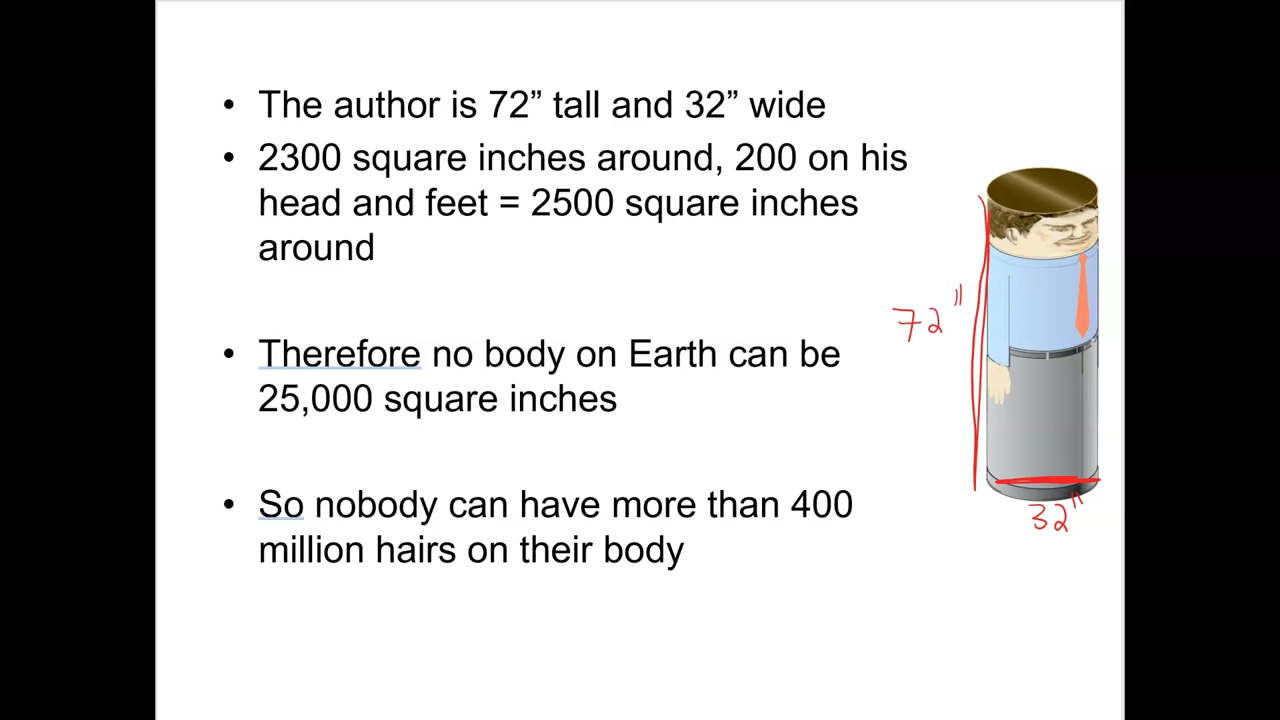 • The author is 72” tall and 32” wide
• 2300 square inches around, 200 on his
head and feet = 2500 square inches
around
72"
• Therefore no body on Earth can be
25,000 square inches
• So nobody can have more than 400
million hairs on their body
32"